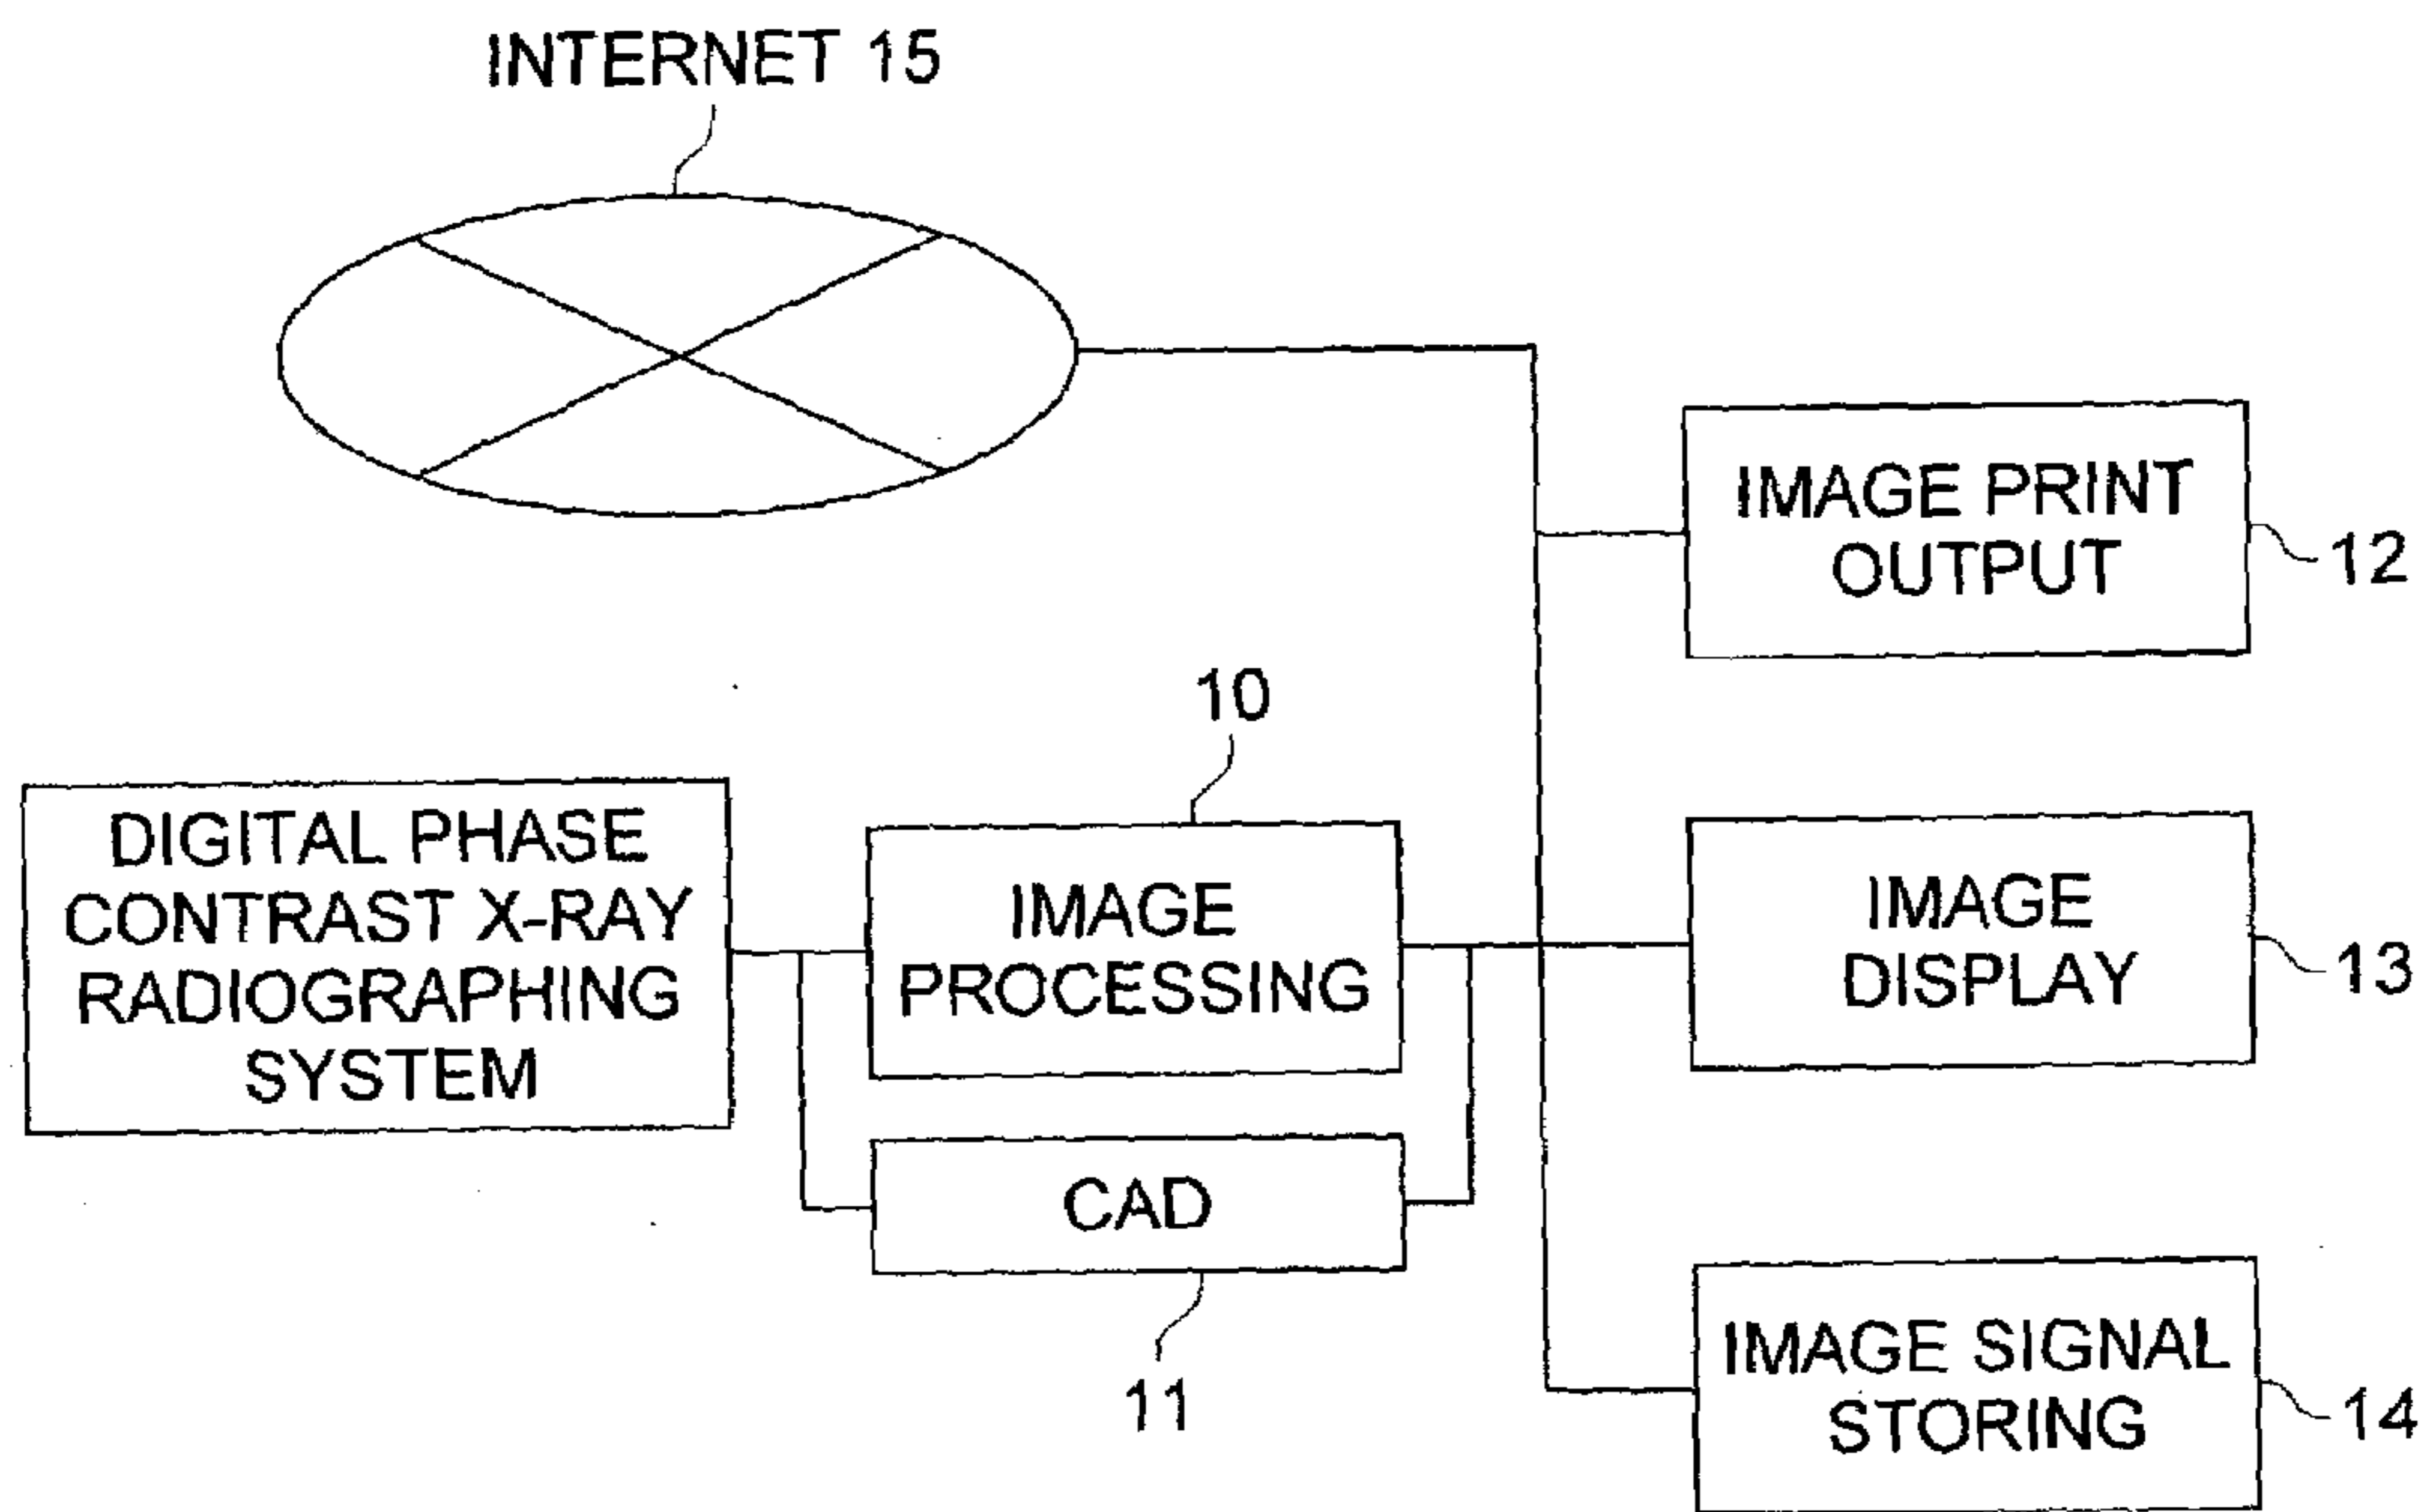 INTERNET 15
IMAGE PRINT
OUTPUT
12
10
DIGITAL PHASE
CONTRAST X-RAY
RADIOGRAPHING
SYSTEM
IMAGE
PROCESSING
IMAGE
DISPLAY
13
CAD
11
IMAGE SIGNAL
STORING
14